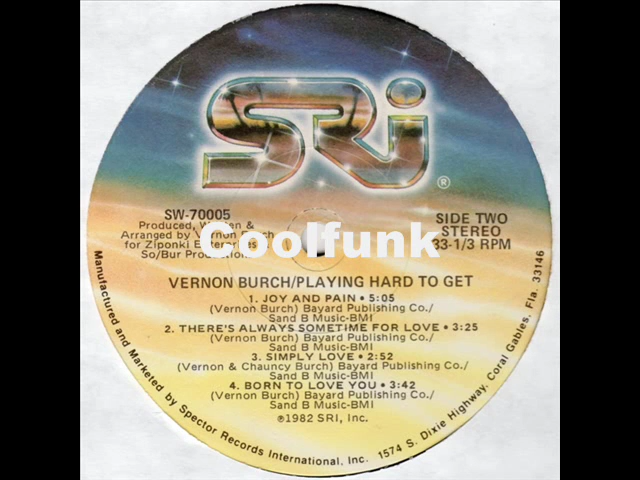 SRi
®
SW-70005
Produced, &
Arranged by Vernon
for Ziponki
So/Bur
SIDE TWO
STEREO
33-1/3 RPM
Coolfunk
VERNON BURCH/PLAYING HARD TO GET
1. JOY AND PAIN • 5:05
(Vernon Burch) Bayard Publishing Co./
Sand B Music-BMI
2. THERE'S ALWAYS SOMETIME FOR LOVE • 3:25
(Vernon Burch) Bayard Publishing Co./
Sand B Music-BMI
3. SIMPLY LOVE • 2:52
(Vernon & Chauncy Burch) Bayard Publishing Co./
Sand B Music-BMI
4. BORN TO LOVE YOU • 3:42
(Vernon Burch) Bayard Publishing Co./
Sand B Music-BMI
℗1982 SRI, Inc.
Manufactured and Marketed by Spector Records International, Inc. 1574 S. Dixie Highway, Coral Gables, Fla. 33146